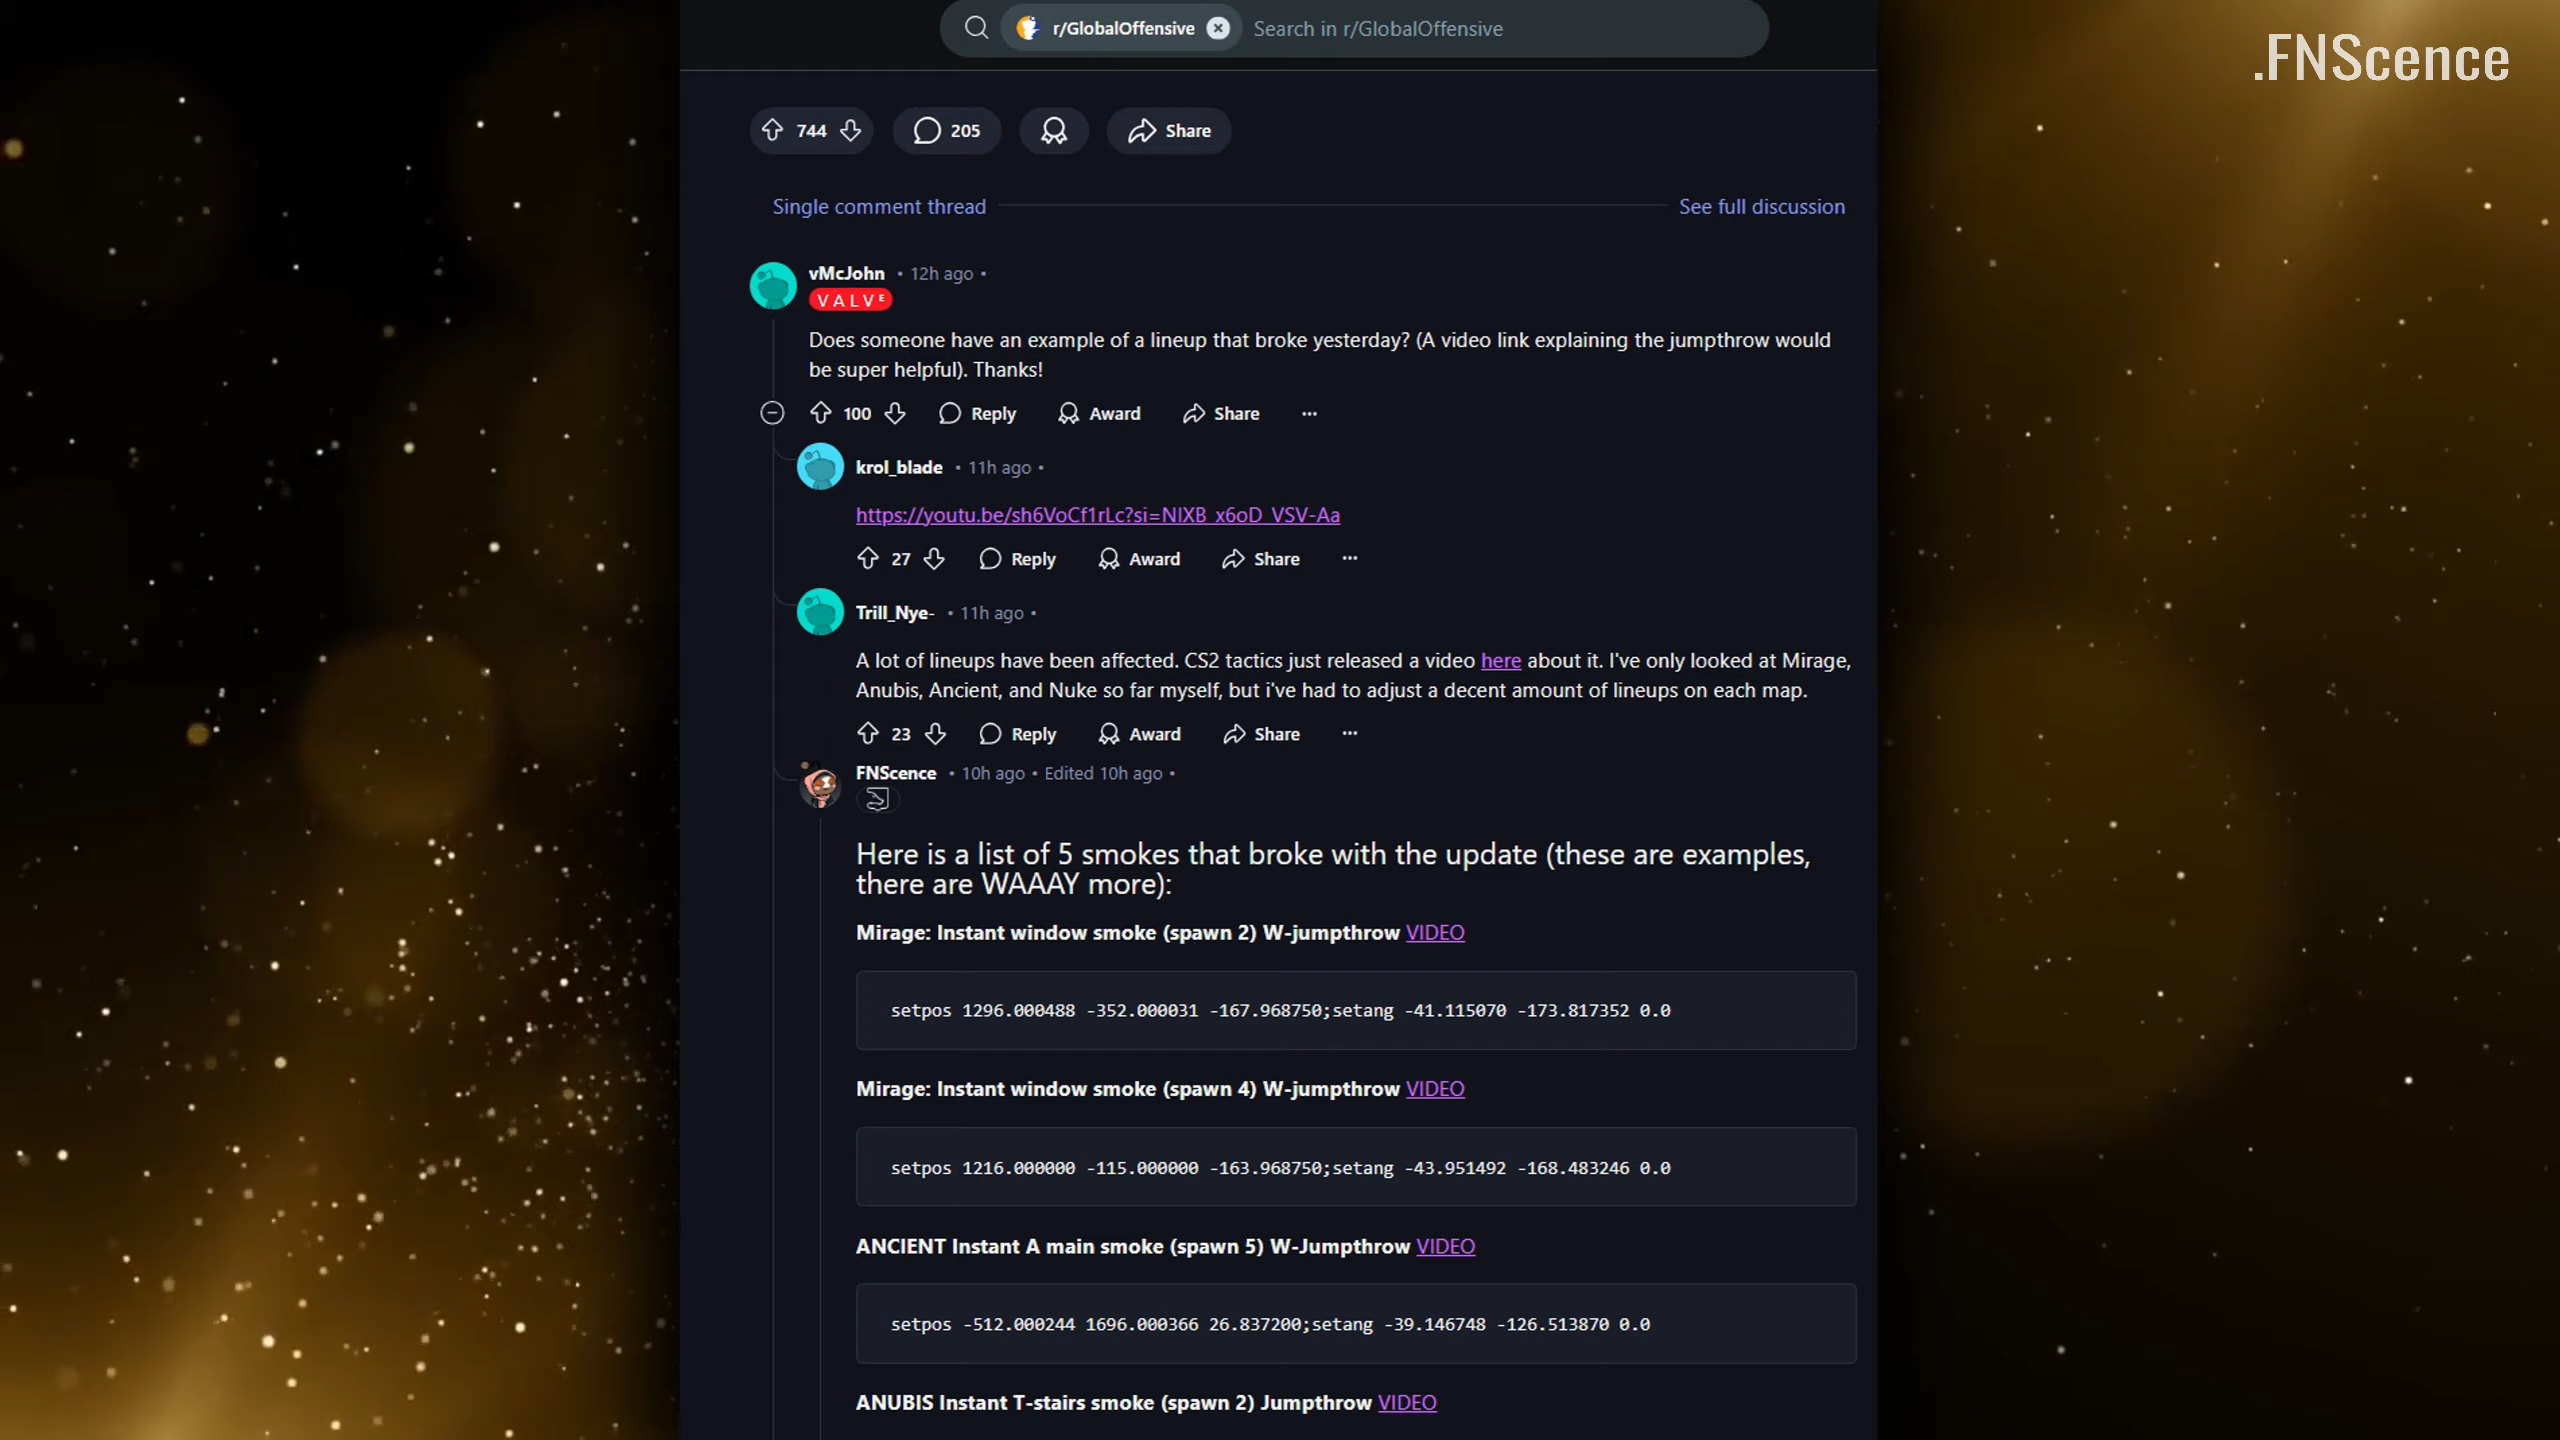 r/GlobalOffensive Search in r/GlobalOffensive
.FNScence
744 205 Share
Single comment thread See full discussion
vMcJohn • 12h ago •
VALVE
Does someone have an example of a lineup that broke yesterday? (A video link explaining the jumpthrow would
be super helpful). Thanks!
100 Reply Award Share ...
krol_blade • 11h ago •
https://youtu.be/sh6VoCf1rLc?si=NIXB_x6oD_VSV-Aa
27 Reply Award Share ...
Trill_Nye- • 11h ago •
A lot of lineups have been affected. CS2 tactics just released a video here about it. I've only looked at Mirage,
Anubis, Ancient, and Nuke so far myself, but i've had to adjust a decent amount of lineups on each map.
23 Reply Award Share ...
FNScence • 10h ago • Edited 10h ago •
Here is a list of 5 smokes that broke with the update (these are examples,
there are WAAAY more):
Mirage: Instant window smoke (spawn 2) W-jumpthrow VIDEO
setpos 1296.000488 -352.000031 -167.968750;setang -41.115070 -173.817352 0.0
Mirage: Instant window smoke (spawn 4) W-jumpthrow VIDEO
setpos 1216.000000 -115.000000 -163.968750;setang -43.951492 -168.483246 0.0
ANCIENT Instant A main smoke (spawn 5) W-Jumpthrow VIDEO
setpos -512.000244 1696.000366 26.837200;setang -39.146748 -126.513870 0.0
ANUBIS Instant T-stairs smoke (spawn 2) Jumpthrow VIDEO